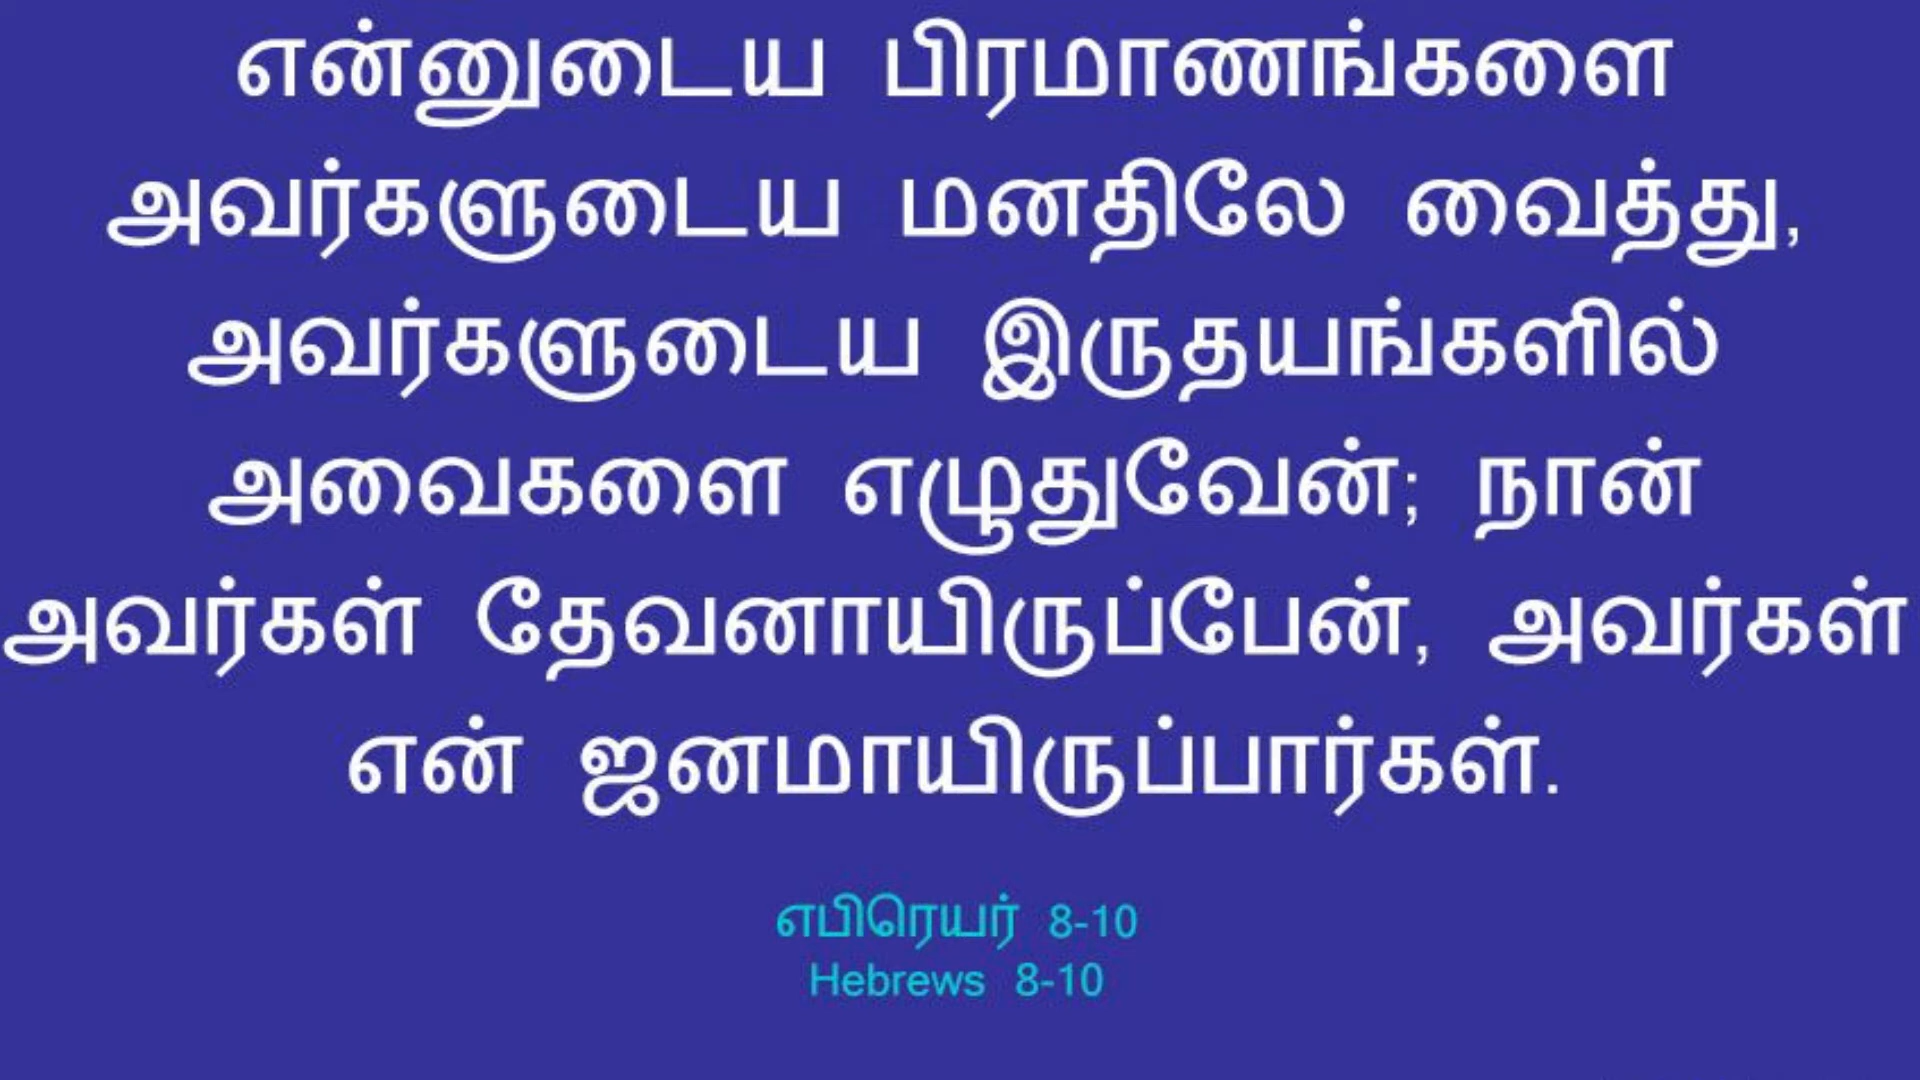 என்னுடைய பிரமாணங்களை
அவர்களுடைய மனதிலே வைத்து,
அவர்களுடைய இருதயங்களில்
அவைகளை எழுதுவேன்; நான்
அவர்கள் தேவனாயிருப்பேன், அவர்கள்
என் ஜனமாயிருப்பார்கள்.
எபிரெயர் 8-10
Hebrews 8-10